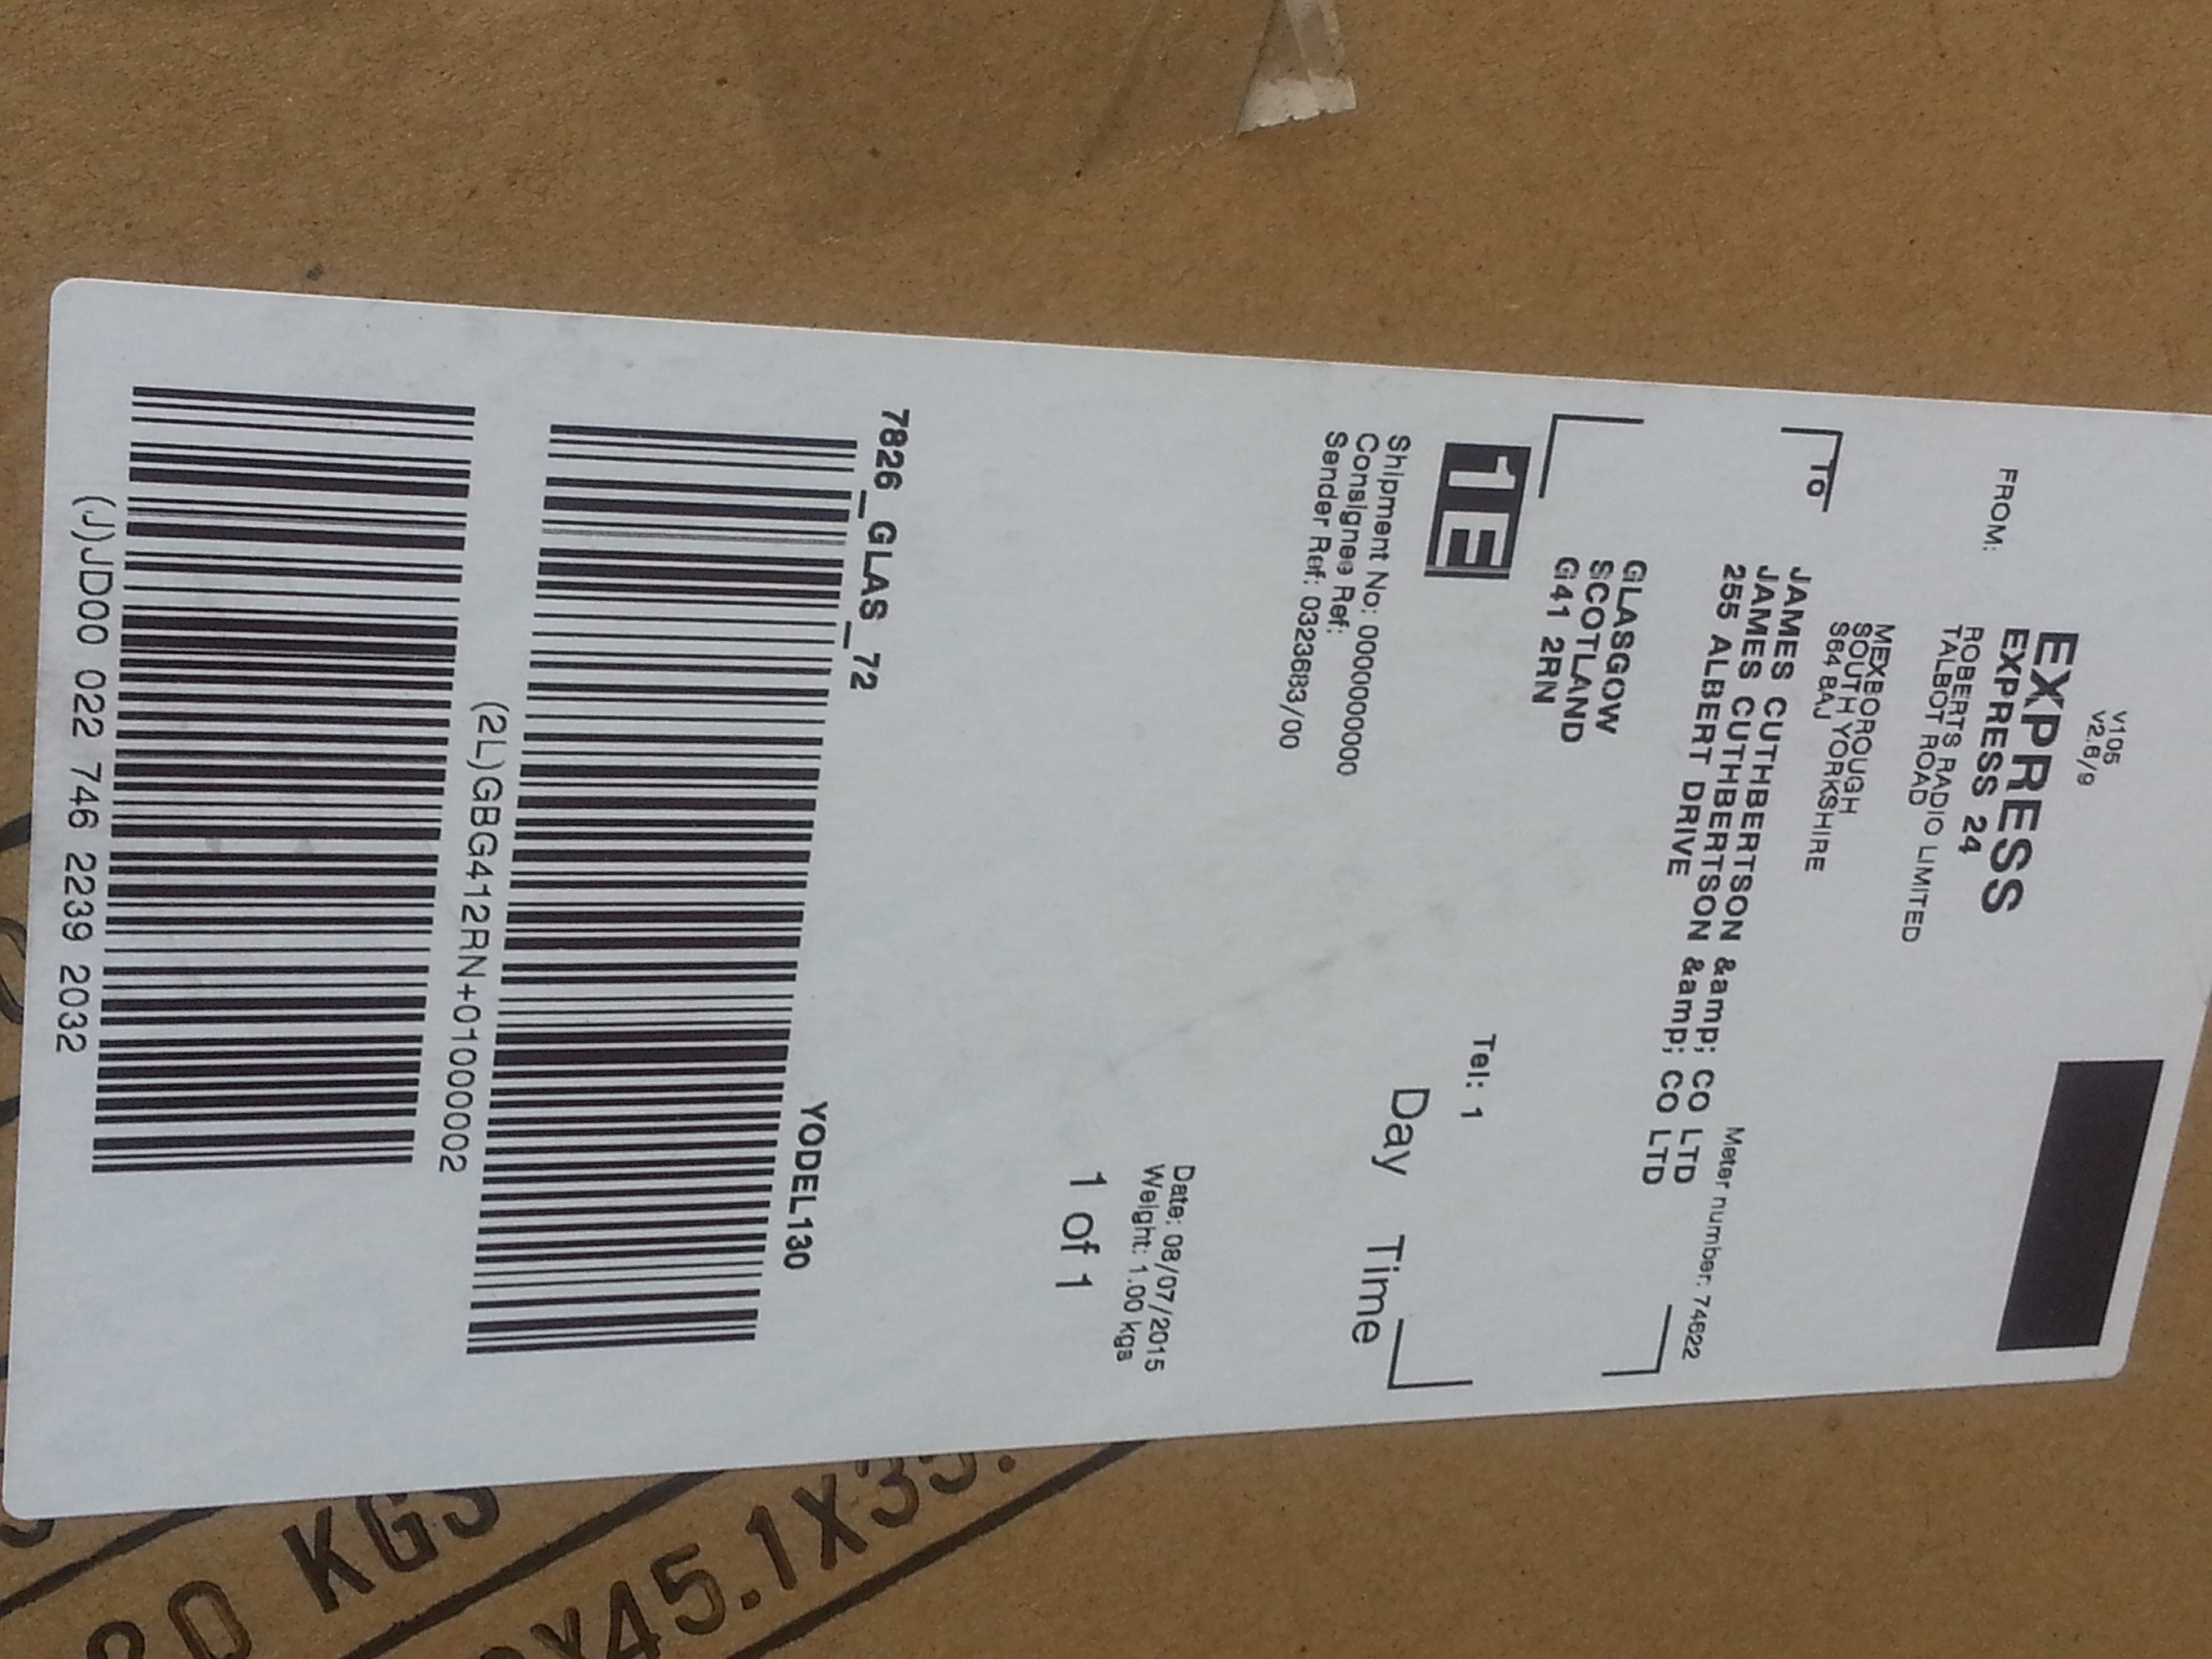 v105
v2.6/9
EXPRESS
EXPRESS 24
FROM:
ROBERTS RADIO LIMITED
TALBOT ROAD
MEXBOROUGH
SOUTH YORKSHIRE
S64 8AJ
Meter number: 74622
TO
JAMES CUTHBERTSON &amp; CO LTD
JAMES CUTHBERTSON &amp; CO LTD
255 ALBERT DRIVE
GLASGOW
SCOTLAND
G41 2RN
Tel: 1
1E
Day Time
Shipment No: 00000000000
Consignee Ref:
Sender Ref: 0323683/00
Date: 08/07/2015
Weight: 1.00 kgs
1 of 1
7826_GLAS_72
YODEL130
(2L)GBG412RN+01000002
(J)JD00 022 746 2239 2032
KGS
X45.1X35.